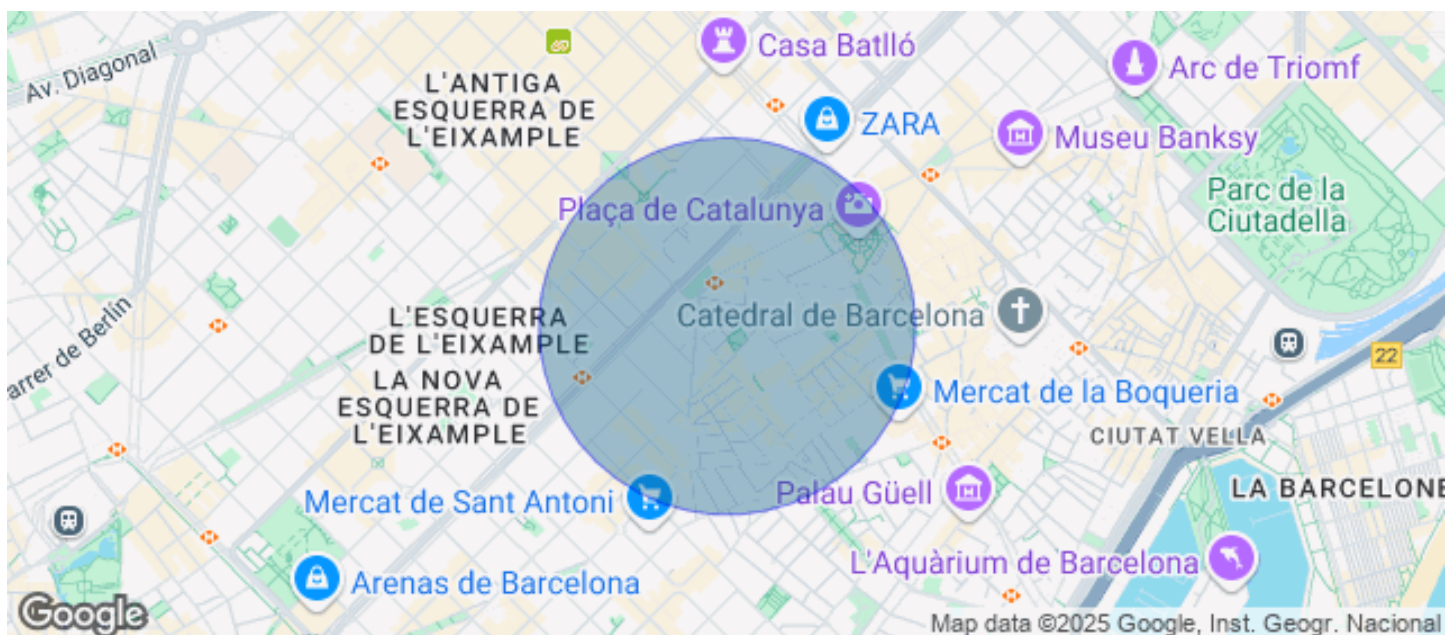 Casa Batlló
Av. Diagonal
L'ANTIGA
ESQUERRA DE
L'EIXAMPLE
Arc de Triomf
ZARA
Museu Banksy
Plaça de Catalunya
Parc de la
Ciutadella
L'ESQUERRA
DE L'EIXAMPLE
Catedral de Barcelona
22
arrer de Berlín
LA NOVA
ESQUERRA DE
L'EIXAMPLE
Mercat de la Boqueria
CIUTAT VELLA
Mercat de Sant Antoni
Palau Güell
LA BARCELONE
Arenas de Barcelona
L'Aquàrium de Barcelona
Google
Map data ©2025 Google, Inst. Geogr. Nacional